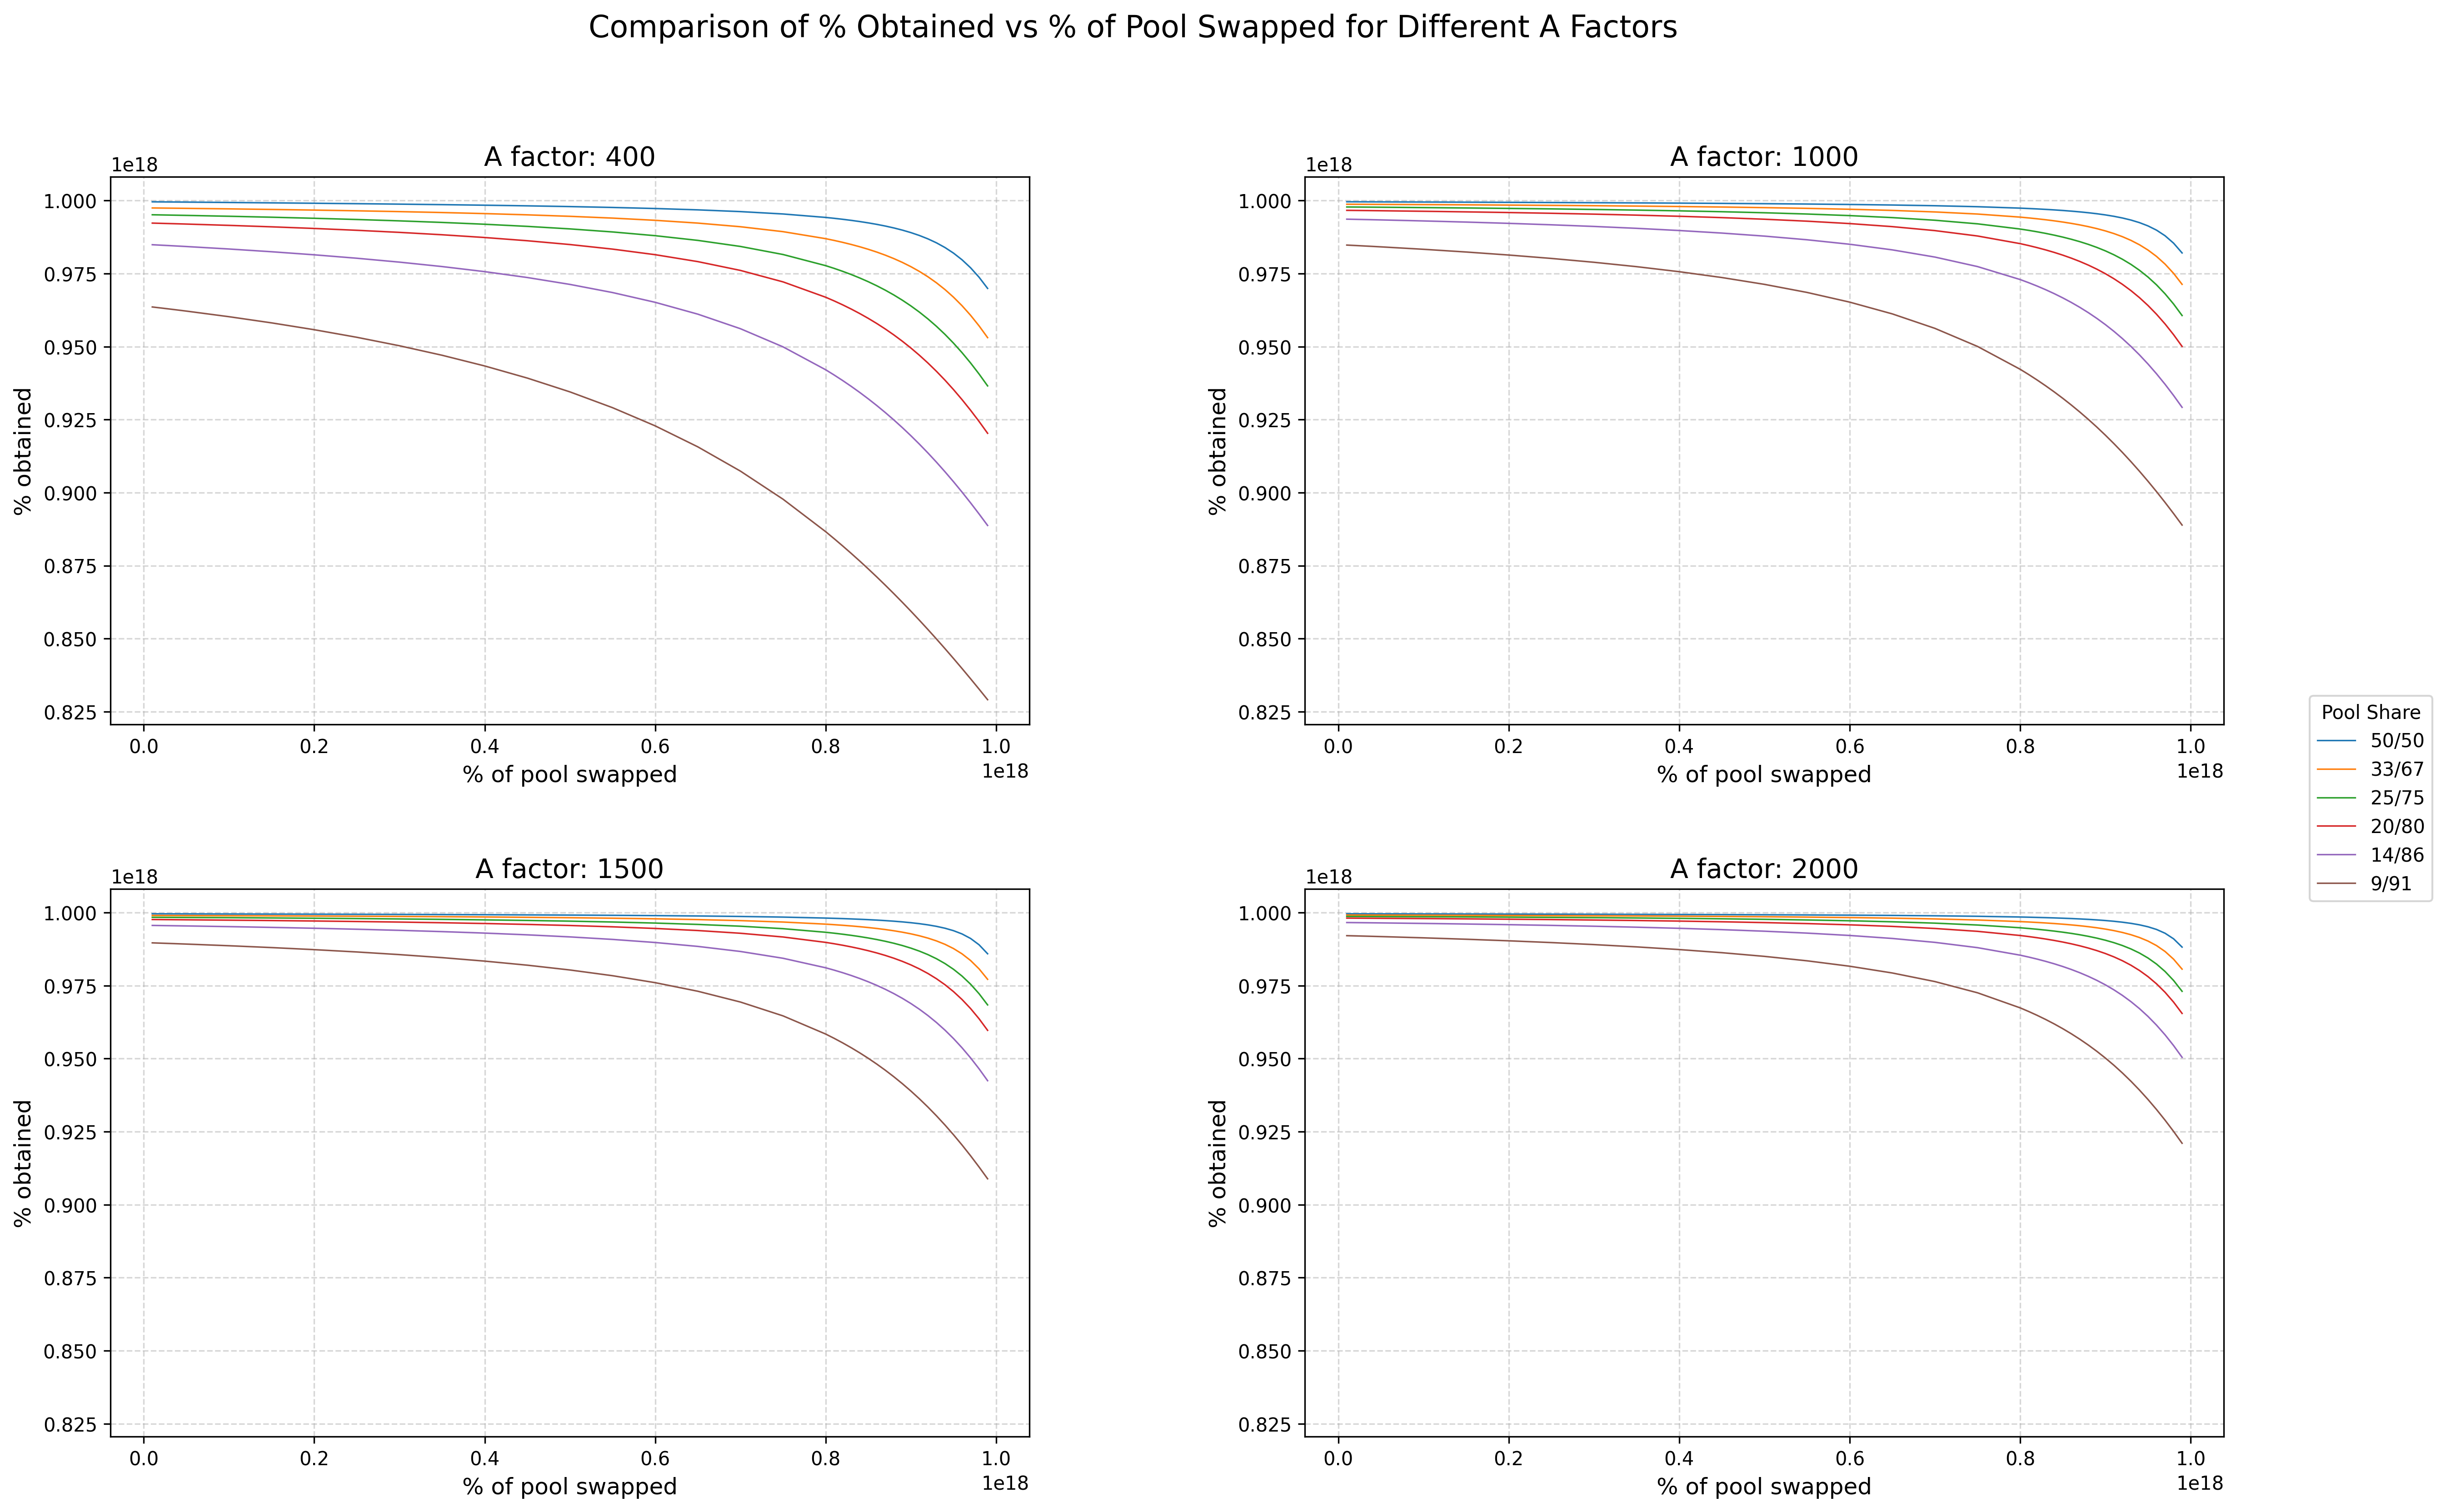 Comparison of % Obtained vs % of Pool Swapped for Different A Factors
A factor: 400
1e18
1.000
0.975
0.950
0.925
0.900
0.875
0.850
0.825
% obtained
0.0 0.2 0.4 0.6 0.8 1.0
1e18
% of pool swapped
A factor: 1000
1e18
1.000
0.975
0.950
0.925
0.900
0.875
0.850
0.825
% obtained
0.0 0.2 0.4 0.6 0.8 1.0
1e18
% of pool swapped
Pool Share
50/50
33/67
25/75
20/80
14/86
9/91
A factor: 1500
1e18
1.000
0.975
0.950
0.925
0.900
0.875
0.850
0.825
% obtained
0.0 0.2 0.4 0.6 0.8 1.0
1e18
% of pool swapped
A factor: 2000
1e18
1.000
0.975
0.950
0.925
0.900
0.875
0.850
0.825
% obtained
0.0 0.2 0.4 0.6 0.8 1.0
1e18
% of pool swapped